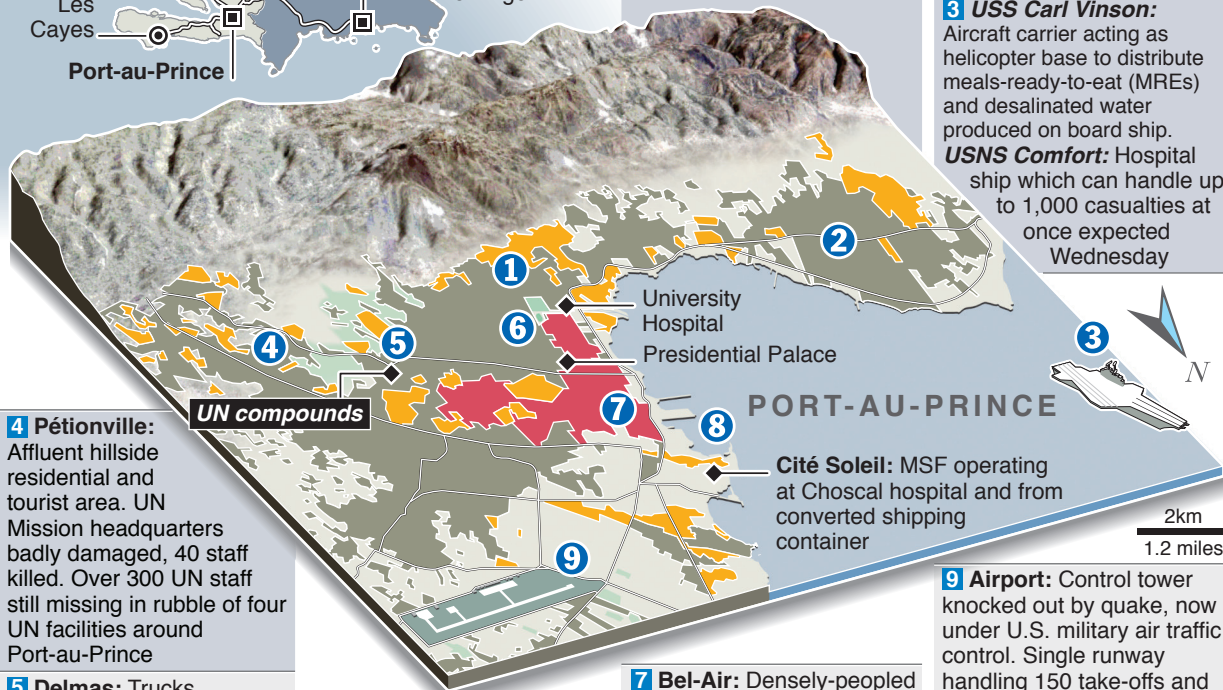 Les
Cayes
Port-au-Prince
3 USS Carl Vinson:
Aircraft carrier acting as
helicopter base to distribute
meals-ready-to-eat (MREs)
and desalinated water
produced on board ship.
USNS Comfort: Hospital
ship which can handle up
to 1,000 casualties at
once expected
Wednesday
1
2
3
N
University
Hospital
6
5
4
Presidential Palace
UN compounds
7
PORT-AU-PRINCE
8
Cité Soleil: MSF operating
at Choscal hospital and from
converted shipping
container
2km
1.2 miles
9
4 Pétionville:
Affluent hillside
residential and
tourist area. UN
Mission headquarters
badly damaged, 40 staff
killed. Over 300 UN staff
still missing in rubble of four
UN facilities around
Port-au-Prince
5 Delmas: Trucks
7 Bel-Air: Densely-peopled
9 Airport: Control tower
knocked out by quake, now
under U.S. military air traffic
control. Single runway
handling 150 take-offs and